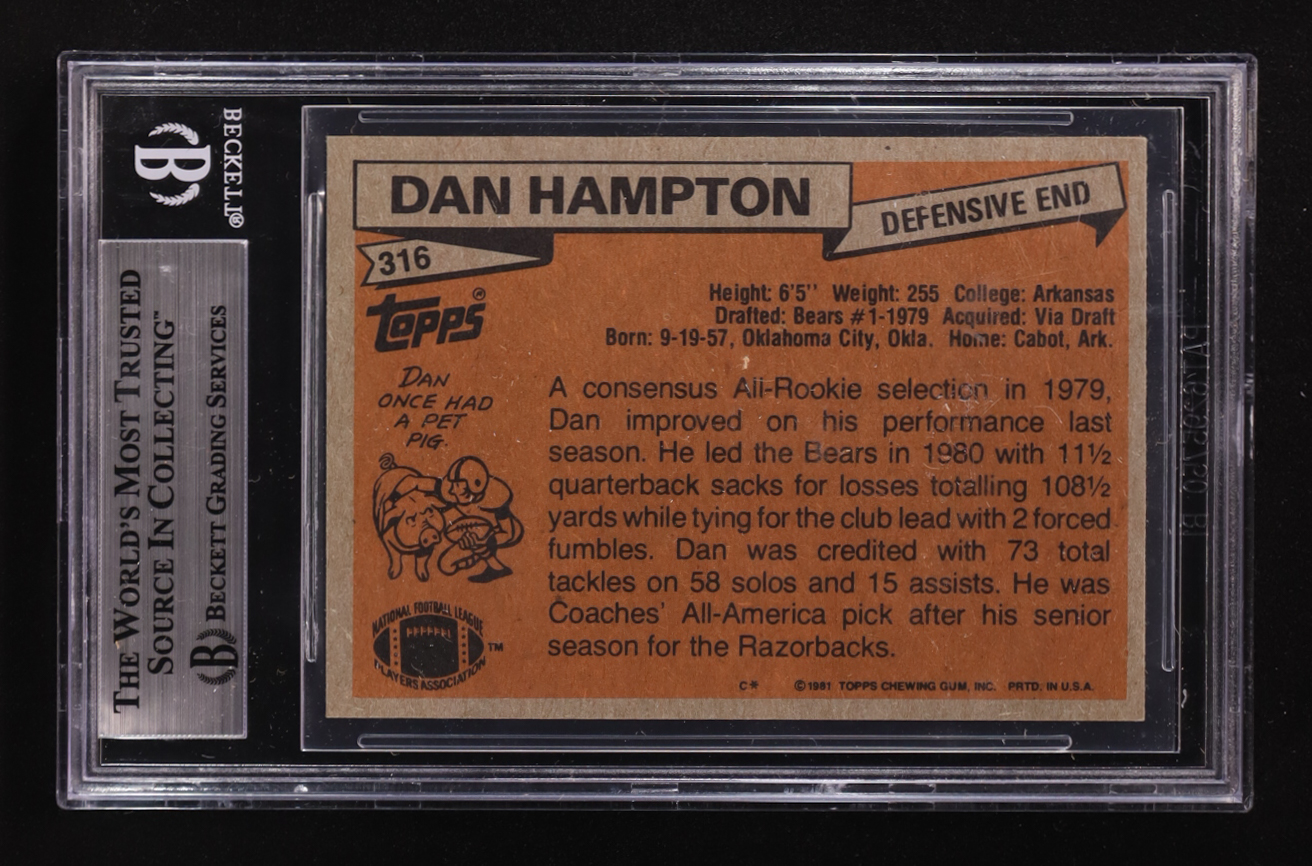 BECKETT®
THE WORLD'S MOST TRUSTED
SOURCE IN COLLECTING™
BECKETT GRADING SERVICES
DAN HAMPTON
DEFENSIVE END
316
TOPPS®
Height: 6'5'' Weight: 255 College: Arkansas
Drafted: Bears #1-1979 Acquired: Via Draft
Born: 9-19-57, Oklahoma City, Okla. Home: Cabot, Ark.
DAN
ONCE HAD
A PET
PIG.
A consensus All-Rookie selection in 1979,
Dan improved on his performance last
season. He led the Bears in 1980 with 11½
quarterback sacks for losses totalling 108½
yards while tying for the club lead with 2 forced
fumbles. Dan was credited with 73 total
tackles on 58 solos and 15 assists. He was
Coaches' All-America pick after his senior
season for the Razorbacks.
NATIONAL FOOTBALL LEAGUE
PLAYERS ASSOCIATION
TM
C* ©1981 TOPPS CHEWING GUM, INC. PRTD. IN U.S.A.